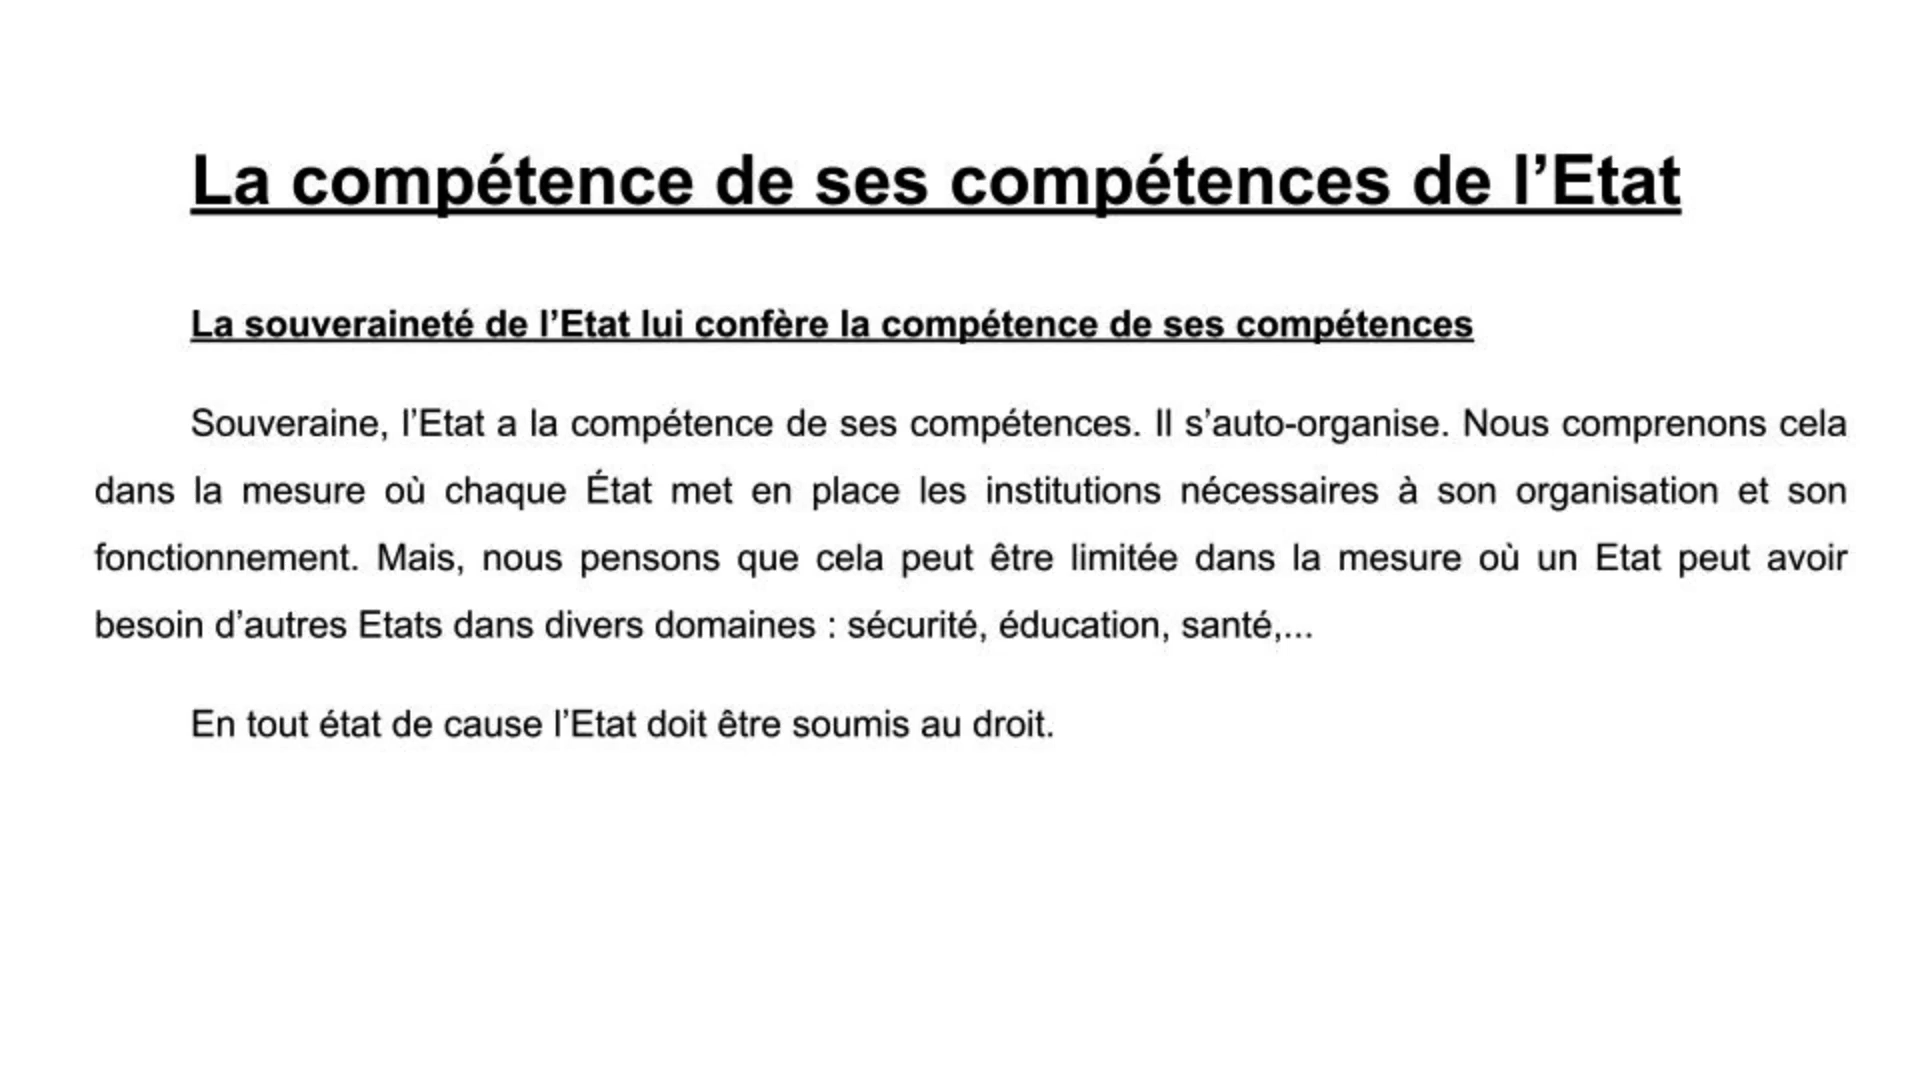 La compétence de ses compétences de l’Etat
La souveraineté de l’Etat lui confère la compétence de ses compétences
Souveraine, l’Etat a la compétence de ses compétences. Il s’auto-organise. Nous comprenons cela
dans la mesure où chaque État met en place les institutions nécessaires à son organisation et son
fonctionnement. Mais, nous pensons que cela peut être limitée dans la mesure où un Etat peut avoir
besoin d’autres Etats dans divers domaines : sécurité, éducation, santé,...
En tout état de cause l’Etat doit être soumis au droit.